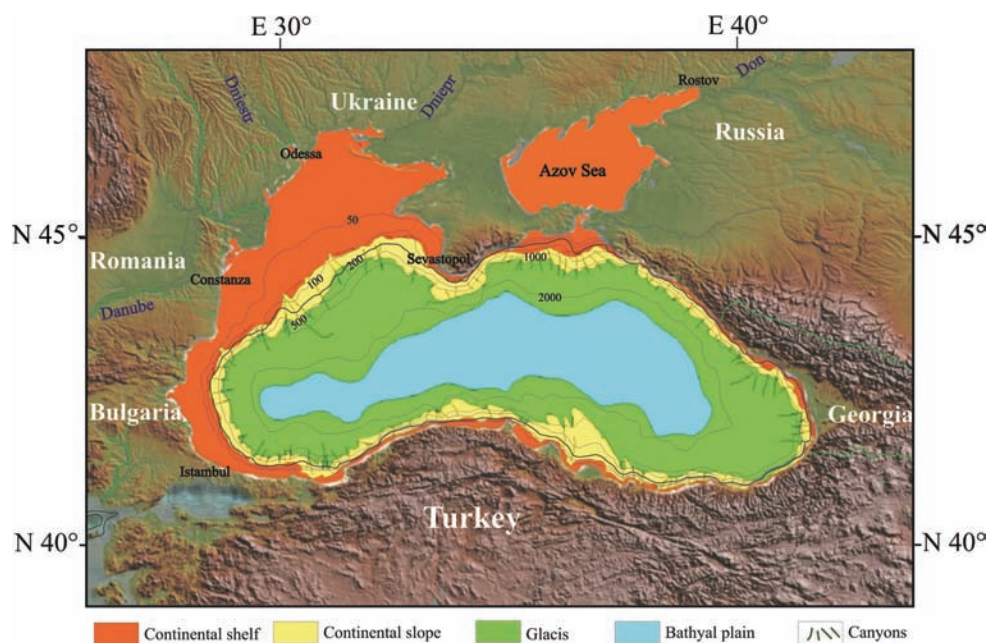 E 30° E 40°
Rostov
Don
Dniestr
Ukraine
Dniepr
Russia
Odessa
Azov Sea
50
N 45° N 45°
Romania
Sevastopol
200
1000
Constanza
100
2000
Danube
500
Bulgaria
Georgia
Istambul
Turkey
N 40° N 40°
Continental shelf Continental slope Glacis Bathyal plain Canyons